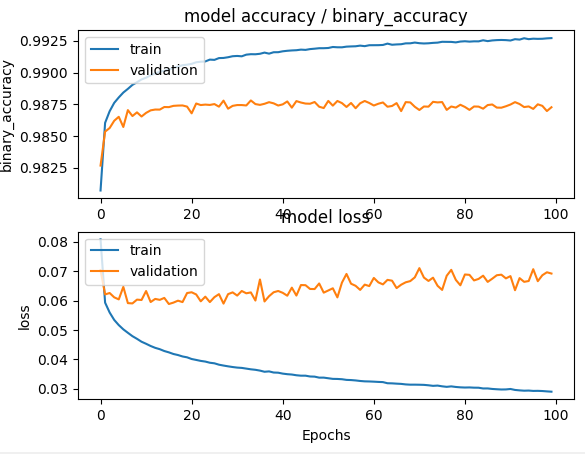 model accuracy / binary_accuracy
0.9925
0.9900
0.9875
0.9850
0.9825
binary_accuracy
train
validation
0 20 40 60 80 100
model loss
0.08
0.07
0.06
0.05
0.04
0.03
loss
train
validation
0 20 40 60 80 100
Epochs